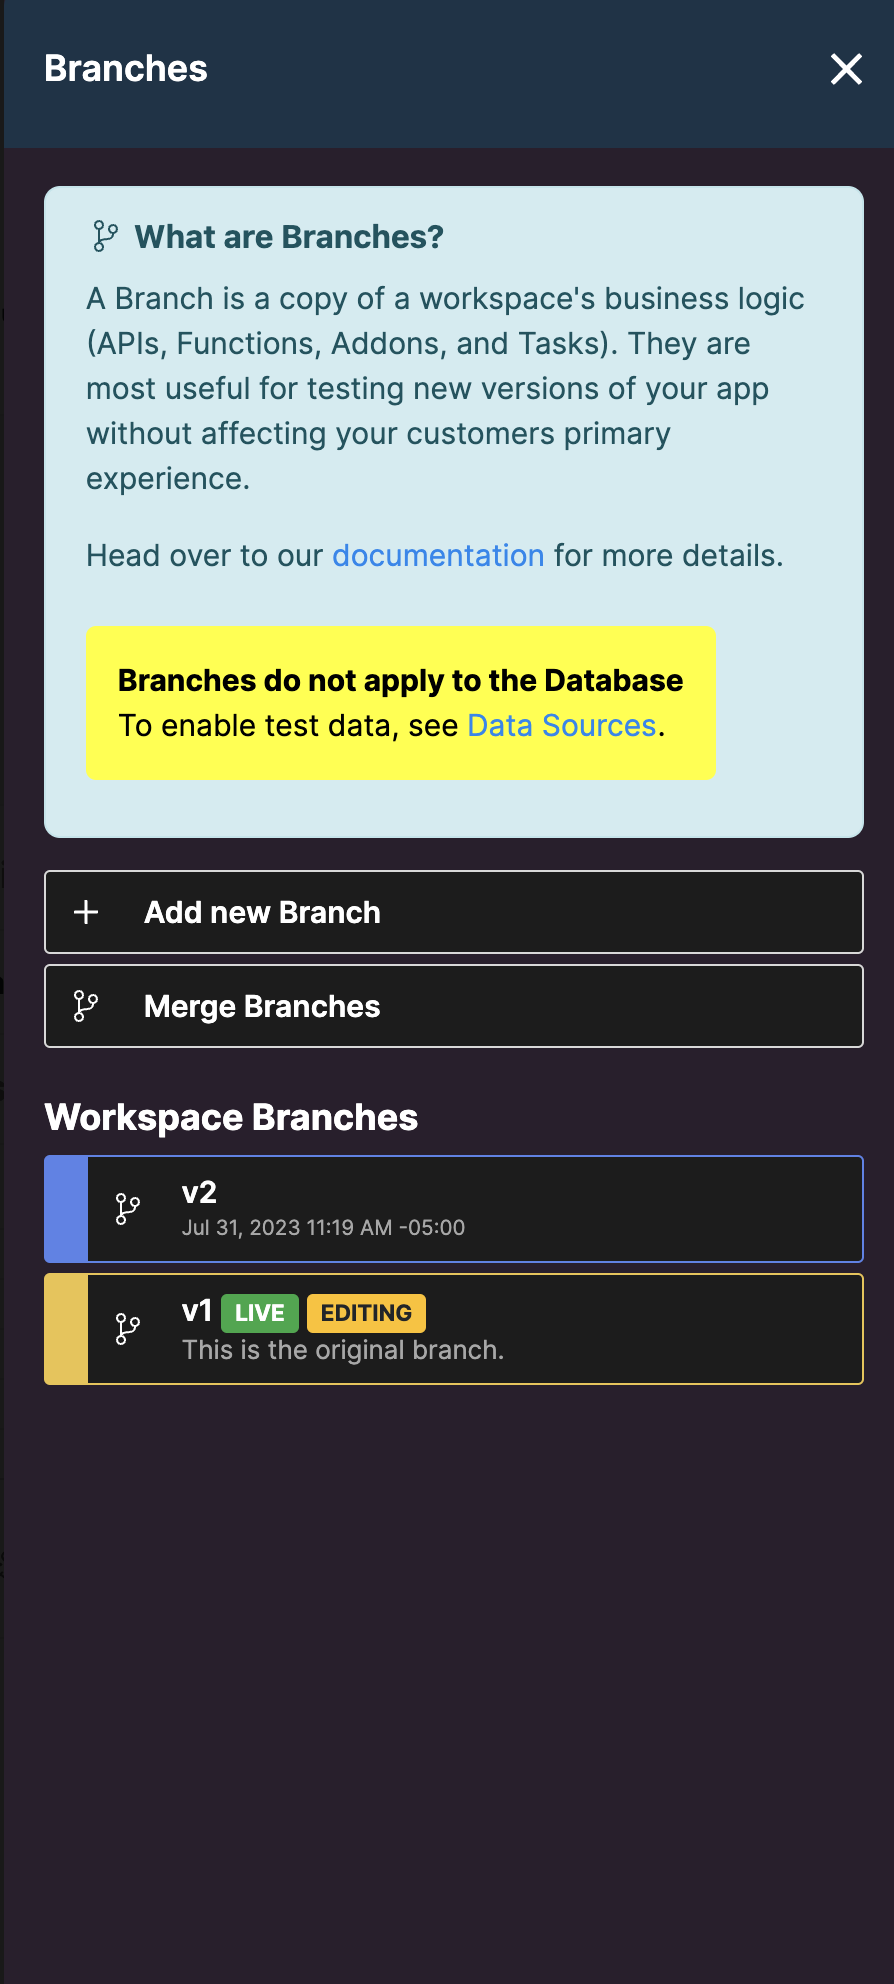 Branches
What are Branches?
A Branch is a copy of a workspace's business logic
(APIs, Functions, Addons, and Tasks). They are
most useful for testing new versions of your app
without affecting your customers primary
experience.
Head over to our documentation for more details.
Branches do not apply to the Database
To enable test data, see Data Sources.
Add new Branch
Merge Branches
Workspace Branches
v2
Jul 31, 2023 11:19 AM -05:00
v1 LIVE EDITING
This is the original branch.